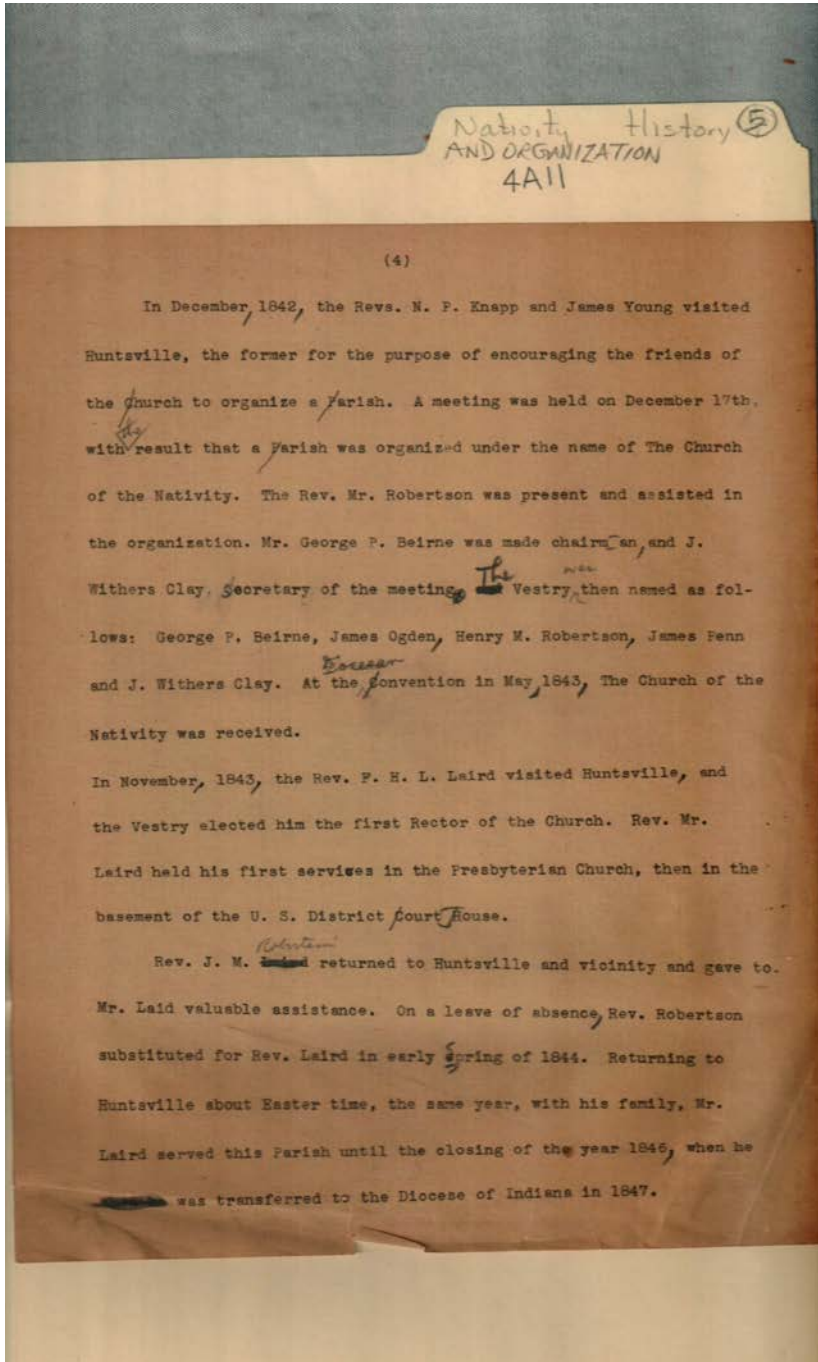 Nativity History 5
AND ORGANIZATION
4A11
(4)
In December, 1842, the Revs. N. P. Knapp and James Young visited
Huntsville, the former for the purpose of encouraging the friends of
the church to organize a Parish. A meeting was held on December 17th,
the
with result that a Parish was organized under the name of The Church
of the Nativity. The Rev. Mr. Robertson was present and assisted in
the organization. Mr. George P. Beirne was made chairman, and J.
The was
Withers Clay, Secretary of the meeting. Vestry then named as fol-
lows: George P. Beirne, James Ogden, Henry M. Robertson, James Penn
Diocesan
and J. Withers Clay. At the Convention in May, 1843, The Church of the
Nativity was received.
In November, 1843, the Rev. F. H. L. Laird visited Huntsville, and
the Vestry elected him the first Rector of the Church. Rev. Mr.
Laird held his first services in the Presbyterian Church, then in the
basement of the U. S. District Court House.
Robertson
Rev. J. M. Laird returned to Huntsville and vicinity and gave to
Mr. Laid valuable assistance. On a leave of absence, Rev. Robertson
substituted for Rev. Laird in early Spring of 1844. Returning to
Huntsville about Easter time, the same year, with his family, Mr.
Laird served this Parish until the closing of the year 1846, when he
was transferred to the Diocese of Indiana in 1847.